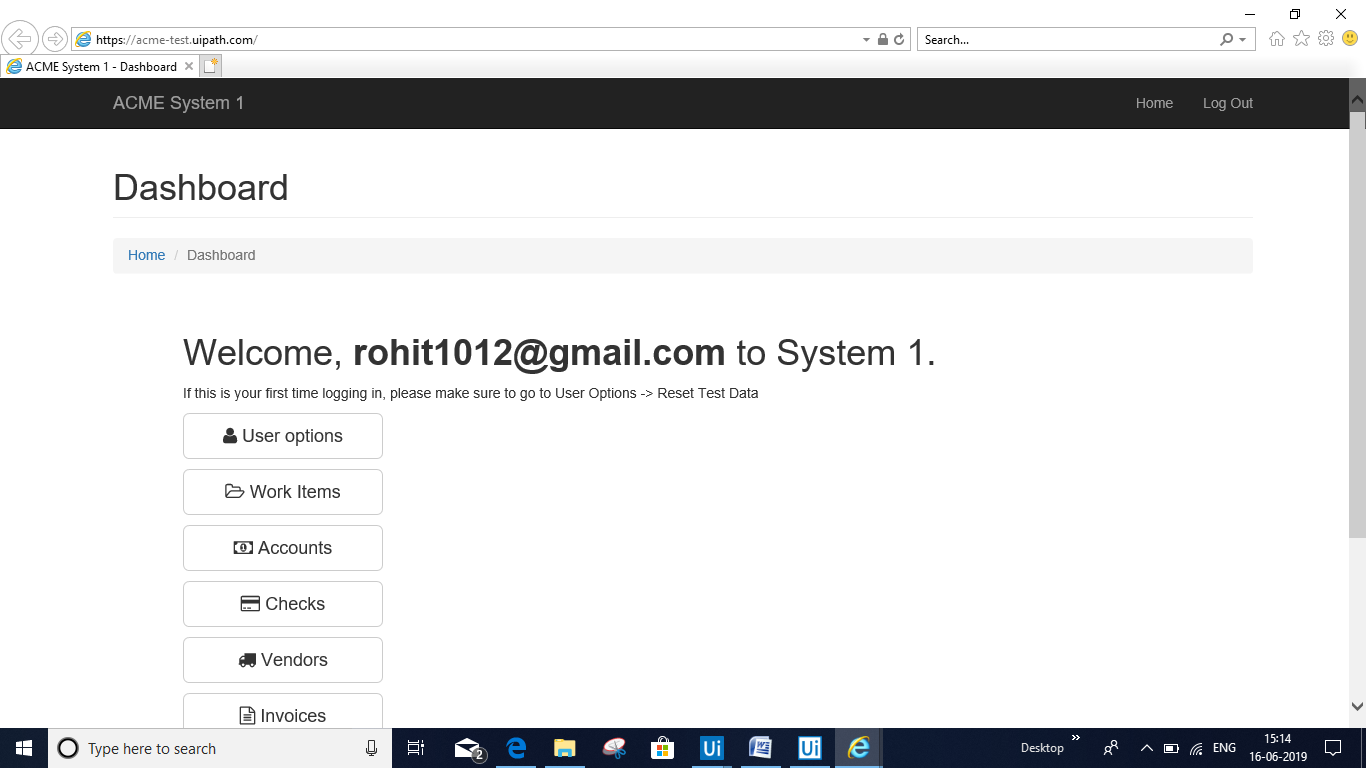 https://acme-test.uipath.com/
Search...
ACME System 1 - Dashboard
ACME System 1
Home
Log Out
Dashboard
Home / Dashboard
Welcome, rohit1012@gmail.com to System 1.
If this is your first time logging in, please make sure to go to User Options -> Reset Test Data
User options
Work Items
Accounts
Checks
Vendors
Invoices
Type here to search
2
Ui
W
Ui
Desktop
ENG
15:14
16-06-2019